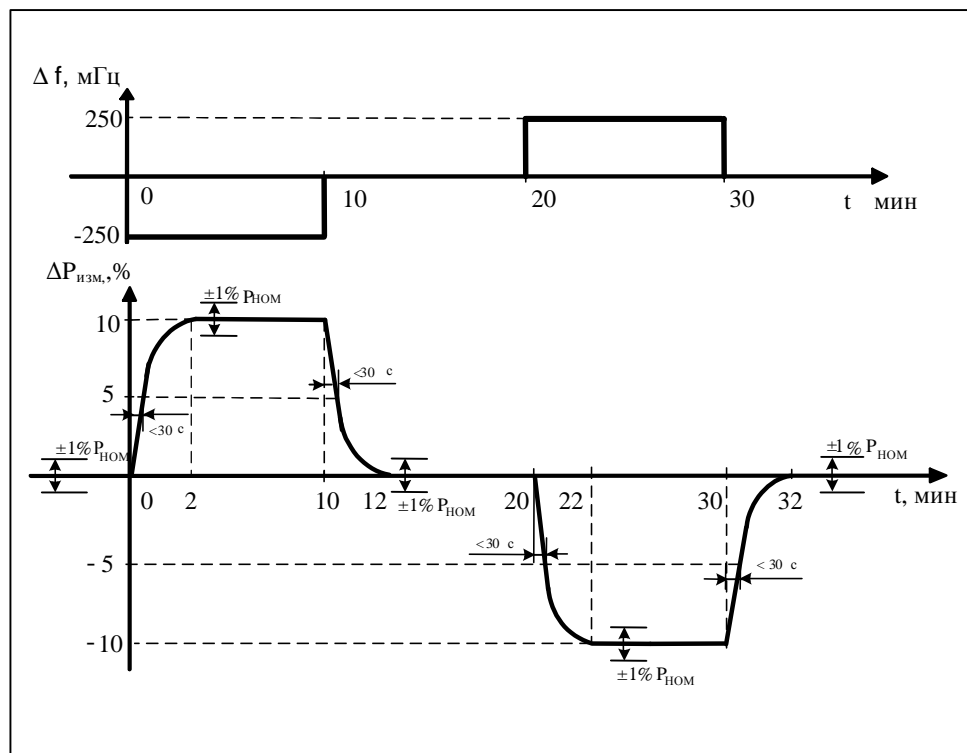 Δ f, мГц
250
0
10
20
30
t мин
-250
ΔPизм,,%
±1% PНОМ
10
<30 с
5
<30 с
±1% PНОМ
±1% PНОМ
0
2
10
12
±1% PНОМ
20
22
30
32
t, мин
<30 с
- 5
< 30 с
-10
±1% PНОМ